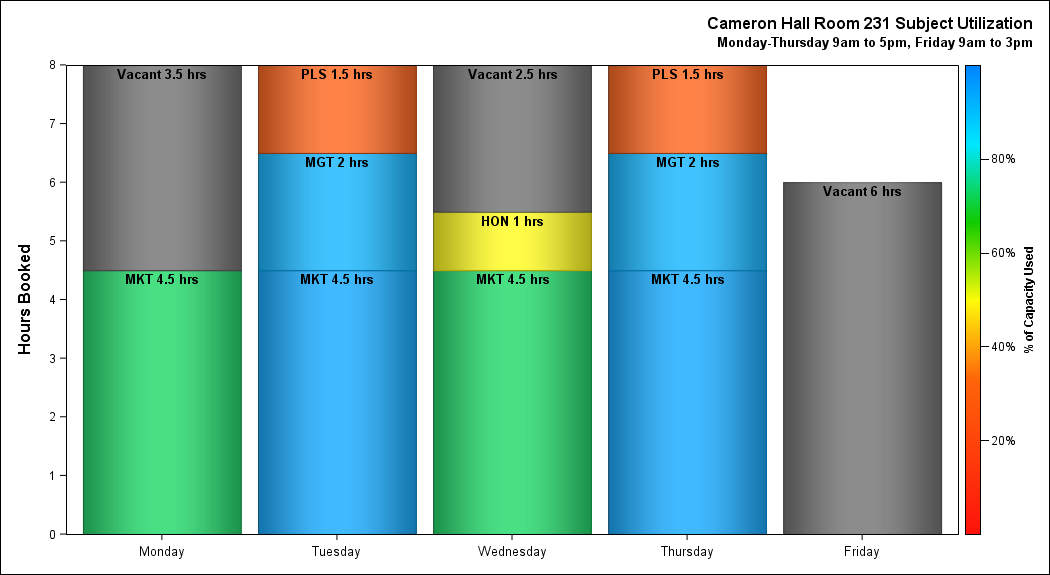 Cameron Hall Room 231 Subject Utilization
Monday-Thursday 9am to 5pm, Friday 9am to 3pm
Hours Booked
8
7
6
5
4
3
2
1
0
Vacant 3.5 hrs
MKT 4.5 hrs
PLS 1.5 hrs
MGT 2 hrs
MKT 4.5 hrs
Vacant 2.5 hrs
HON 1 hrs
MKT 4.5 hrs
PLS 1.5 hrs
MGT 2 hrs
MKT 4.5 hrs
Vacant 6 hrs
Monday
Tuesday
Wednesday
Thursday
Friday
80%
60%
40%
20%
% of Capacity Used